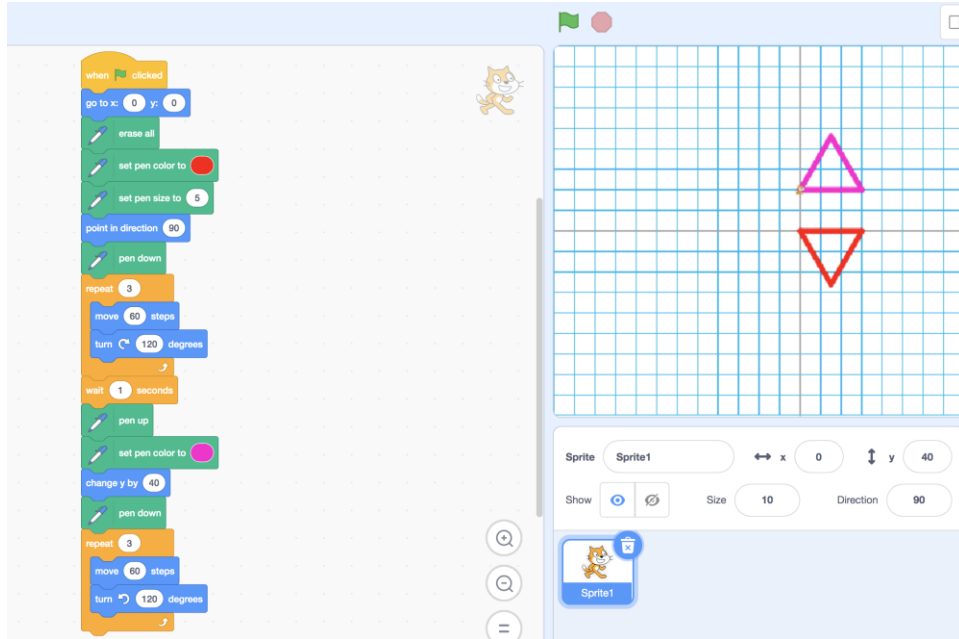 when clicked
go to x: 0 y: 0
erase all
set pen color to
set pen size to 5
point in direction 90
pen down
repeat 3
move 60 steps
turn 120 degrees
wait 1 seconds
pen up
set pen color to
change y by 40
pen down
repeat 3
move 60 steps
turn 120 degrees
Sprite Sprite1 x 0 y 40
Show Size 10 Direction 90
Sprite1